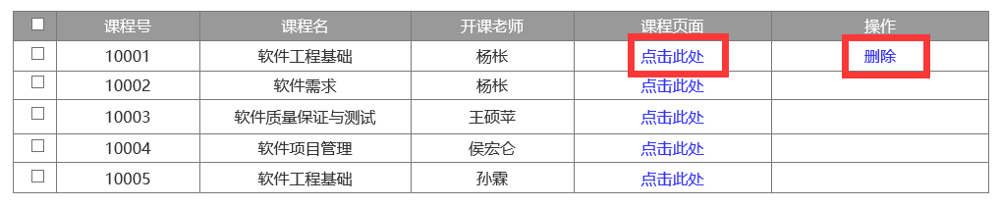 课程号 课程名 开课老师 课程页面 操作
10001 软件工程基础 杨枨 点击此处 删除
10002 软件需求 杨枨 点击此处
10003 软件质量保证与测试 王硕苹 点击此处
10004 软件项目管理 侯宏仑 点击此处
10005 软件工程基础 孙霖 点击此处